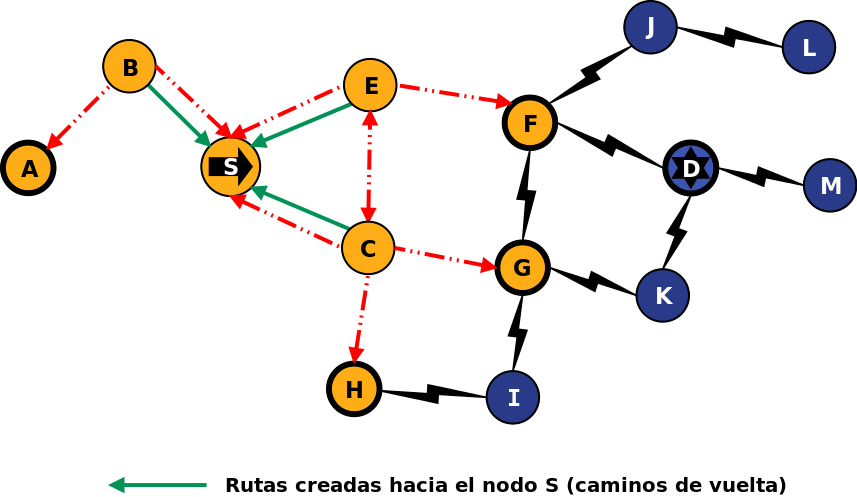 J
L
B
E
F
A
S
D
M
C
G
K
H
I
Rutas creadas hacia el nodo S (caminos de vuelta)